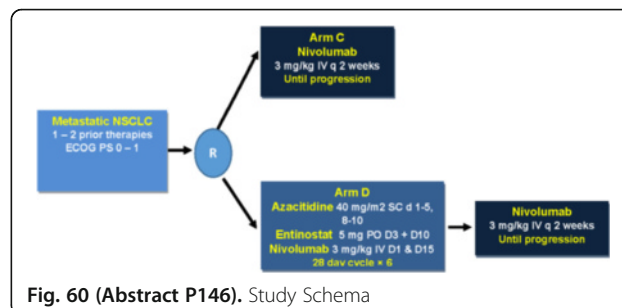 Arm C
Nivolumab
3 mg/kg IV q 2 weeks
Until progression
Metastatic NSCLC
1 – 2 prior therapies
ECOG PS 0 – 1
R
Arm D
Azacitidine 40 mg/m2 SC d 1-5,
8-10
Entinostat 5 mg PO D3 + D10
Nivolumab 3 mg/kg IV D1 & D15
28 day cycle × 6
Nivolumab
3 mg/kg IV q 2 weeks
Until progression
Fig. 60 (Abstract P146). Study Schema